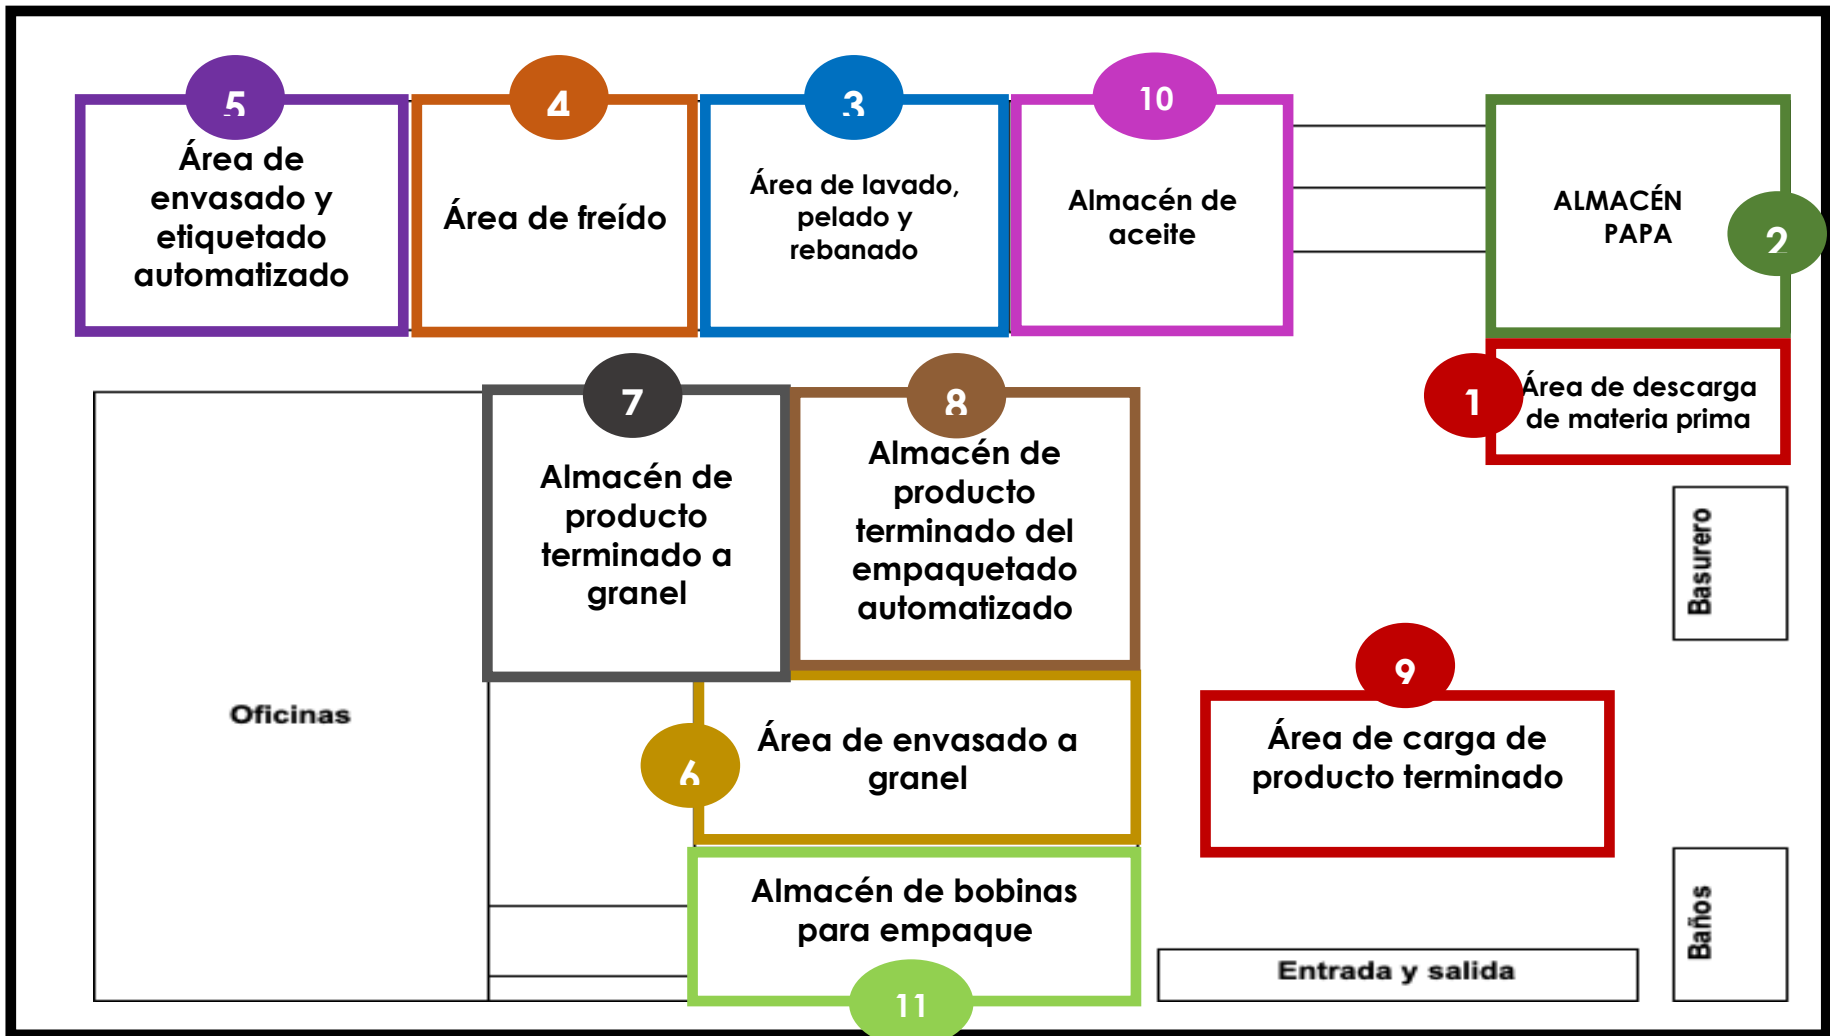 5
Área de
envasado y
etiquetado
automatizado
4
Área de freído
3
Área de lavado,
pelado y
rebanado
10
Almacén de
aceite
ALMACÉN
PAPA
2
1
Área de descarga
de materia prima
7
Almacén de
producto
terminado a
granel
8
Almacén de
producto
terminado del
empaquetado
automatizado
Basurero
Oficinas
6
Área de envasado a
granel
9
Área de carga de
producto terminado
Almacén de bobinas
para empaque
11
Entrada y salida
Baños